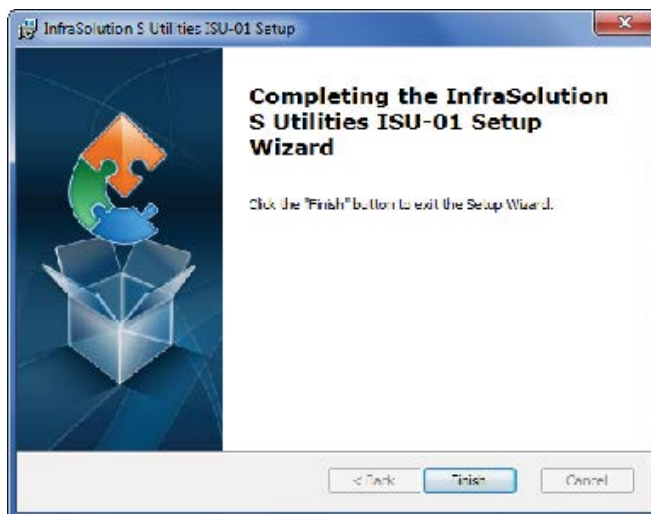 InfraSolution S Utilities ISU-01 Setup
Completing the InfraSolution
S Utilities ISU-01 Setup
Wizard
Click the "Finish" button to exit the Setup Wizard.
< Back
Finish
Cancel